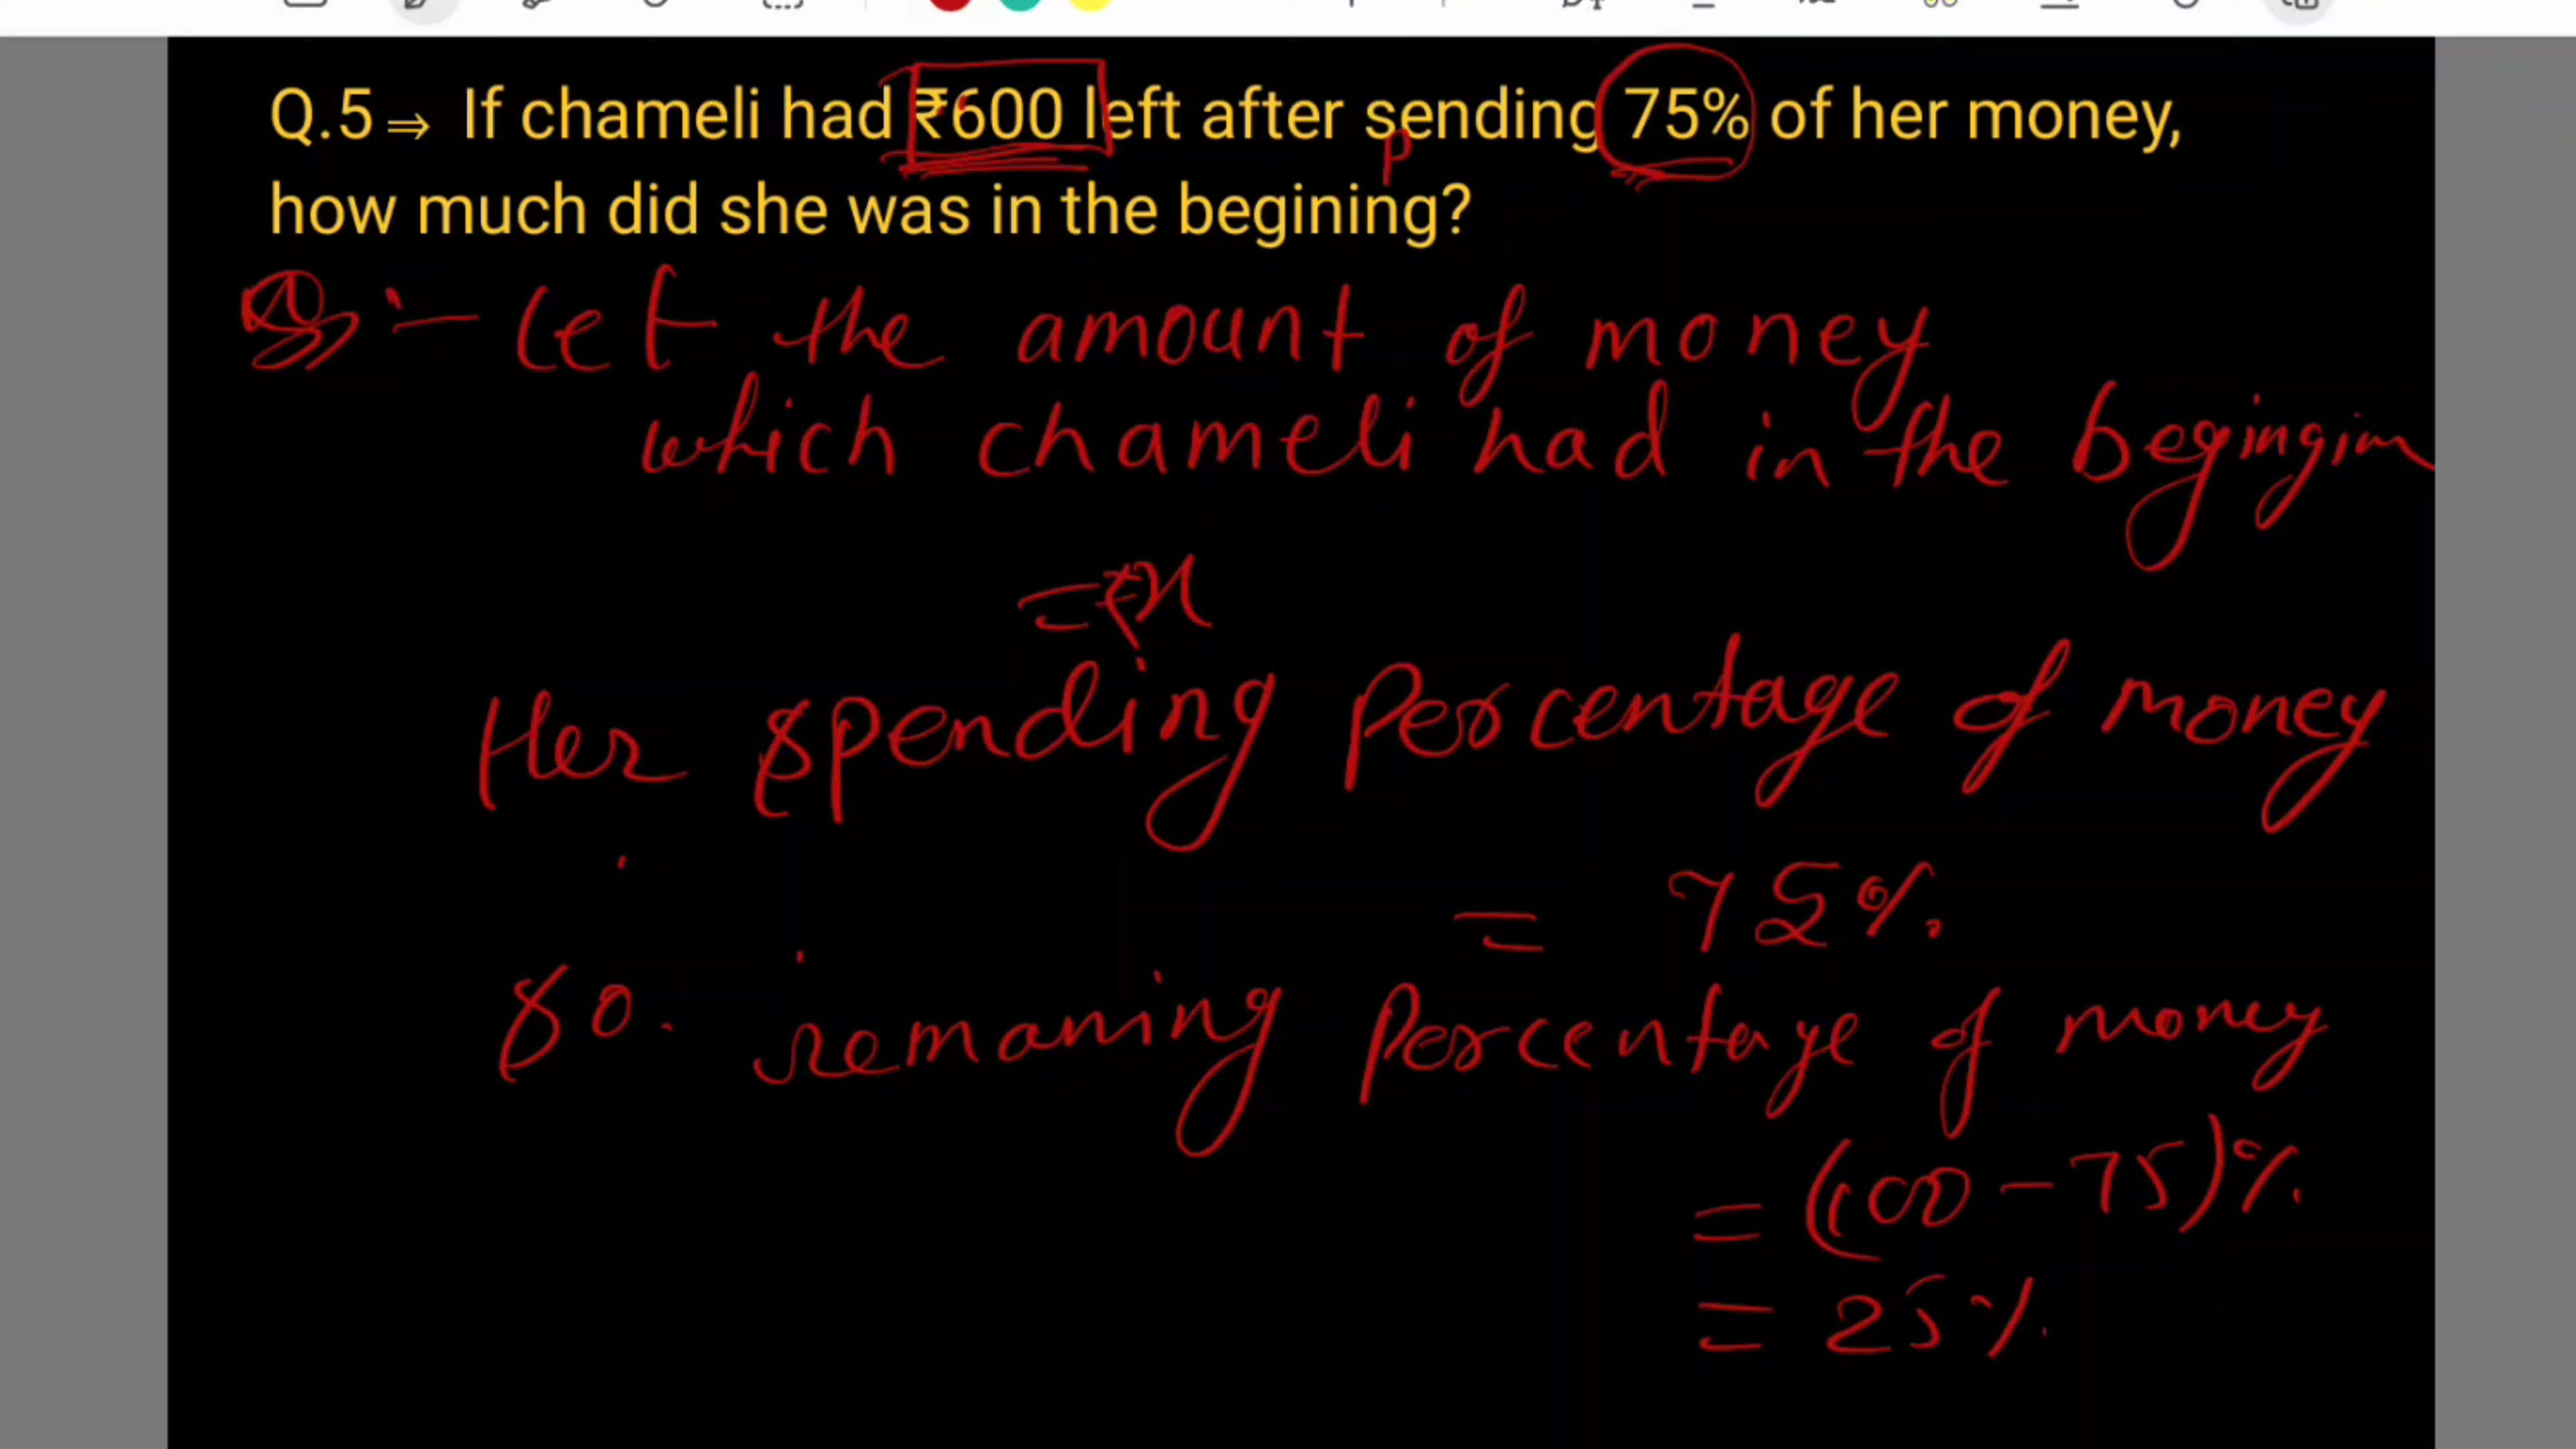 Q.5⇒ If chameli had ₹600 left after sending 75% of her money,
p
how much did she was in the begining?
:- Let the amount of money
which chameli had in the begingin
= ₹x
Her spending percentage of money
= 75%
So. remaning percentage of money
= (100-75)%
= 25%